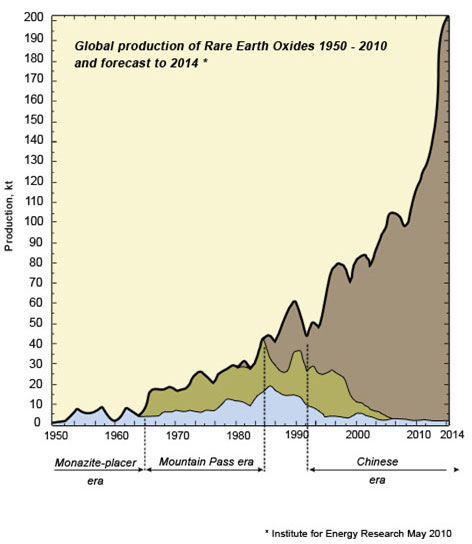 Global production of Rare Earth Oxides 1950 - 2010
and forecast to 2014 *
Production, kt
200
190
180
170
160
150
140
130
120
110
100
90
80
70
60
50
40
30
20
10
0
1950 1960 1970 1980 1990 2000 2010 2014
Monazite-placer
era
Mountain Pass era
Chinese
era
* Institute for Energy Research May 2010